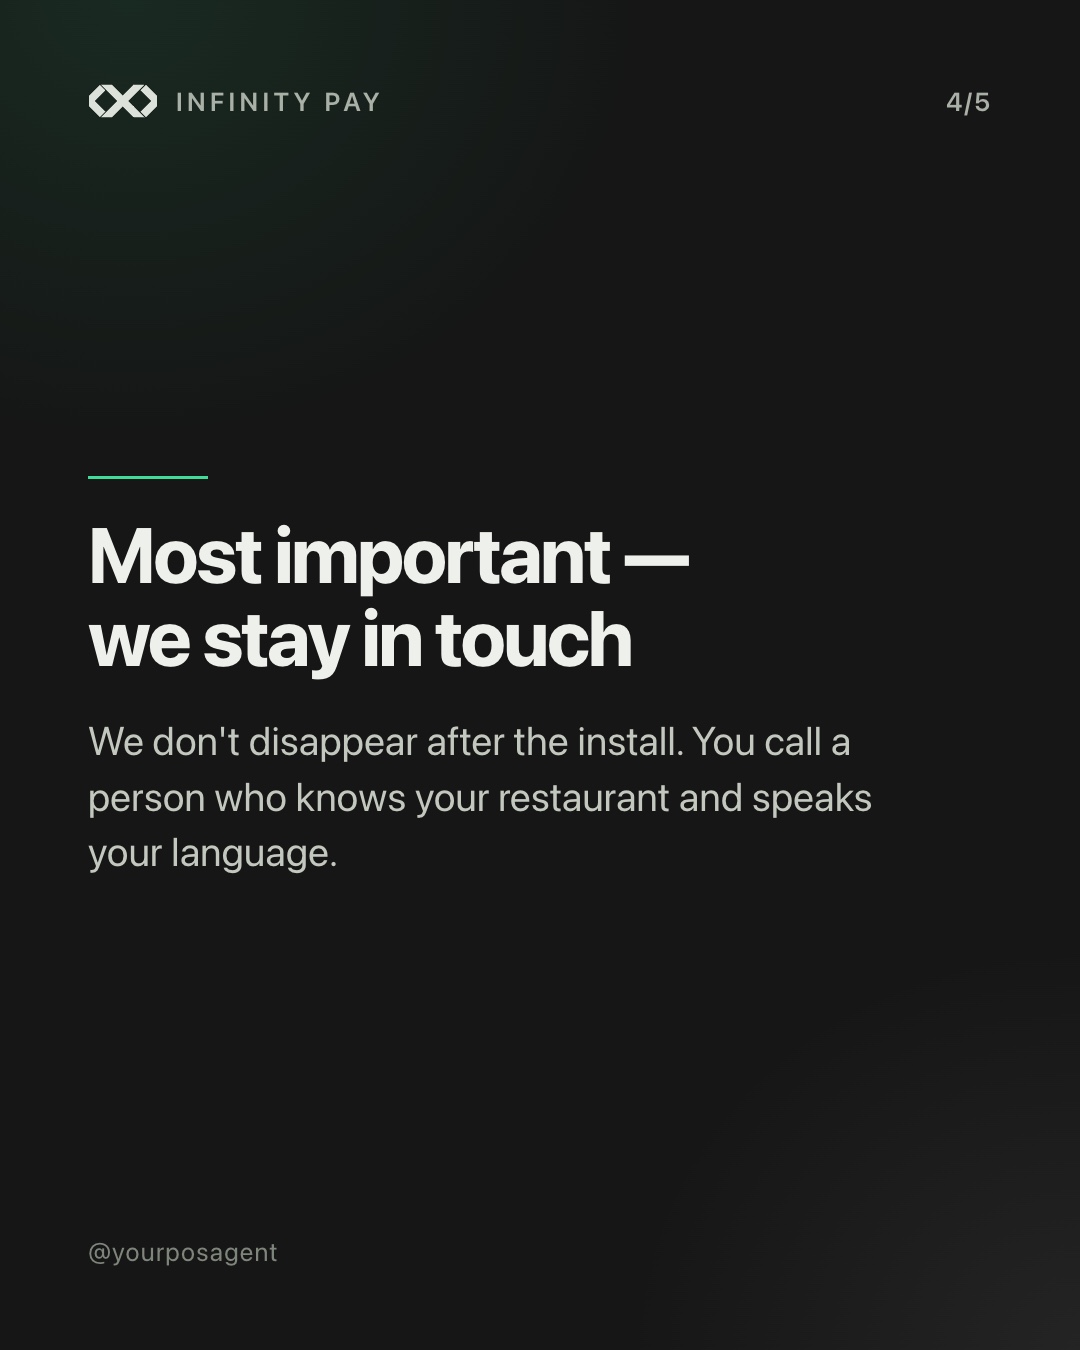 INFINITY PAY
4/5
Most important —
we stay in touch
We don't disappear after the install. You call a
person who knows your restaurant and speaks
your language.
@yourposagent